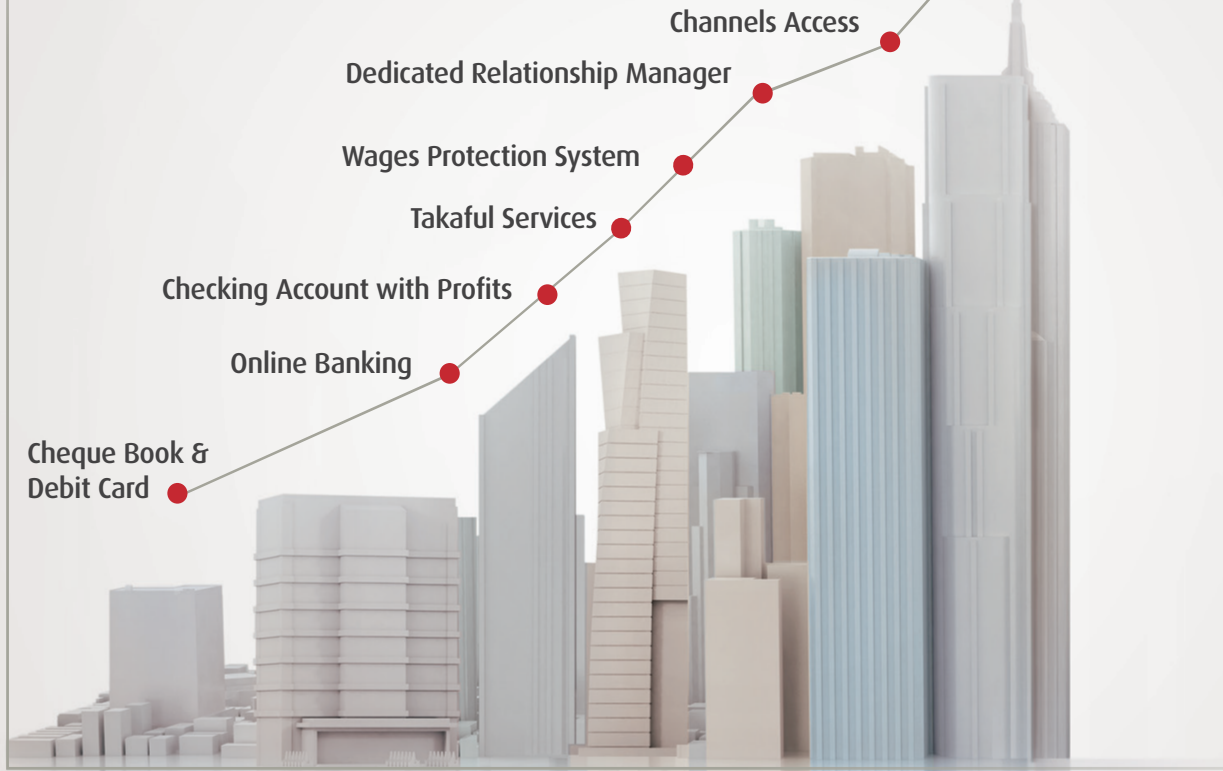 Channels Access
Dedicated Relationship Manager
Wages Protection System
Takaful Services
Checking Account with Profits
Online Banking
Cheque Book &
Debit Card